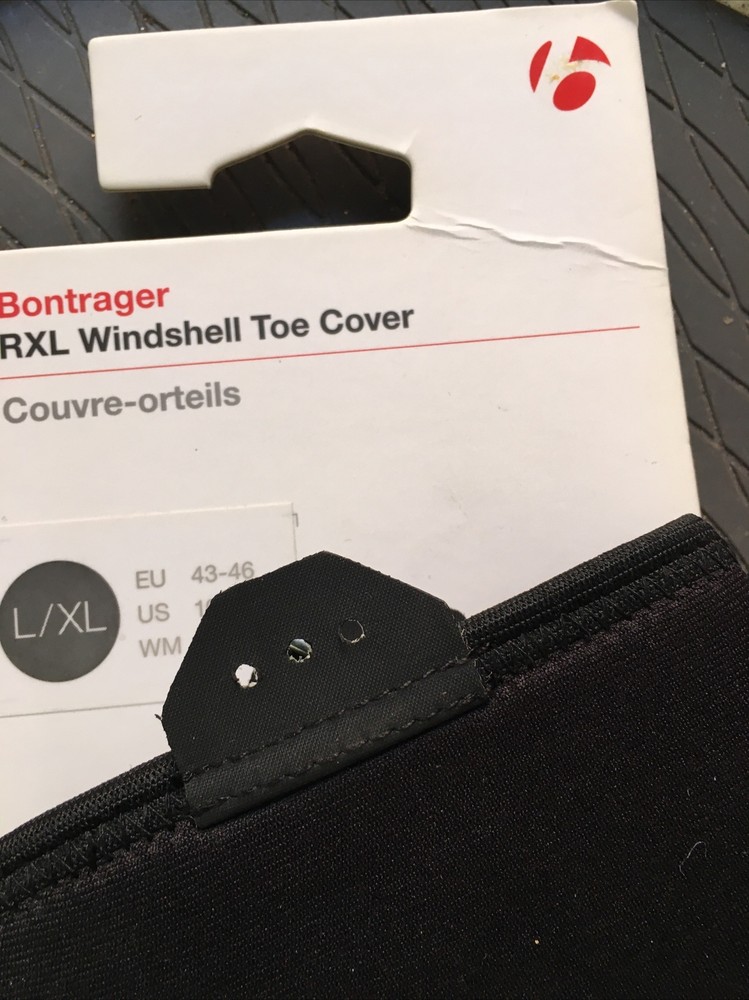 Bontrager
RXL Windshell Toe Cover
Couvre-orteils
L/XL
EU 43-46
US
WM